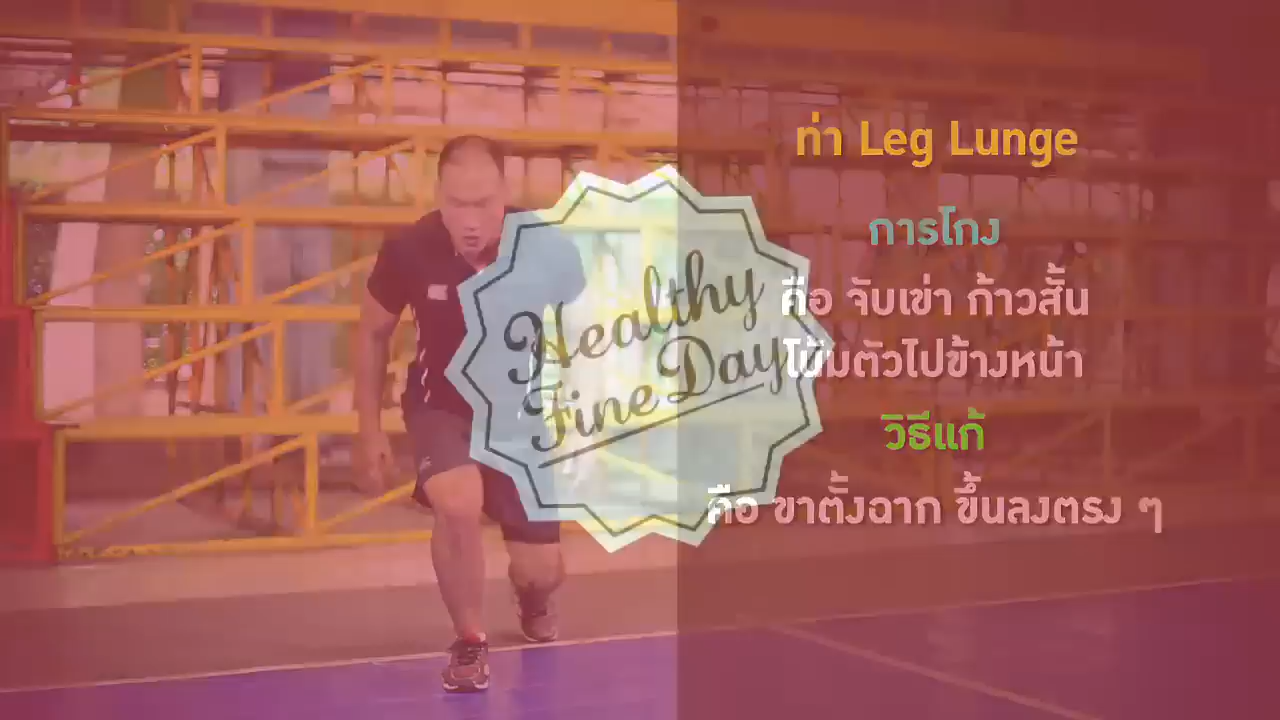 ท่า Leg Lunge
การโกง
คือ จับเข่า ก้าวสั้น
โน้มตัวไปข้างหน้า
วิธีแก้
คือ ขาตั้งฉาก ขึ้นลงตรง ๆ
Healthy
Fine Day